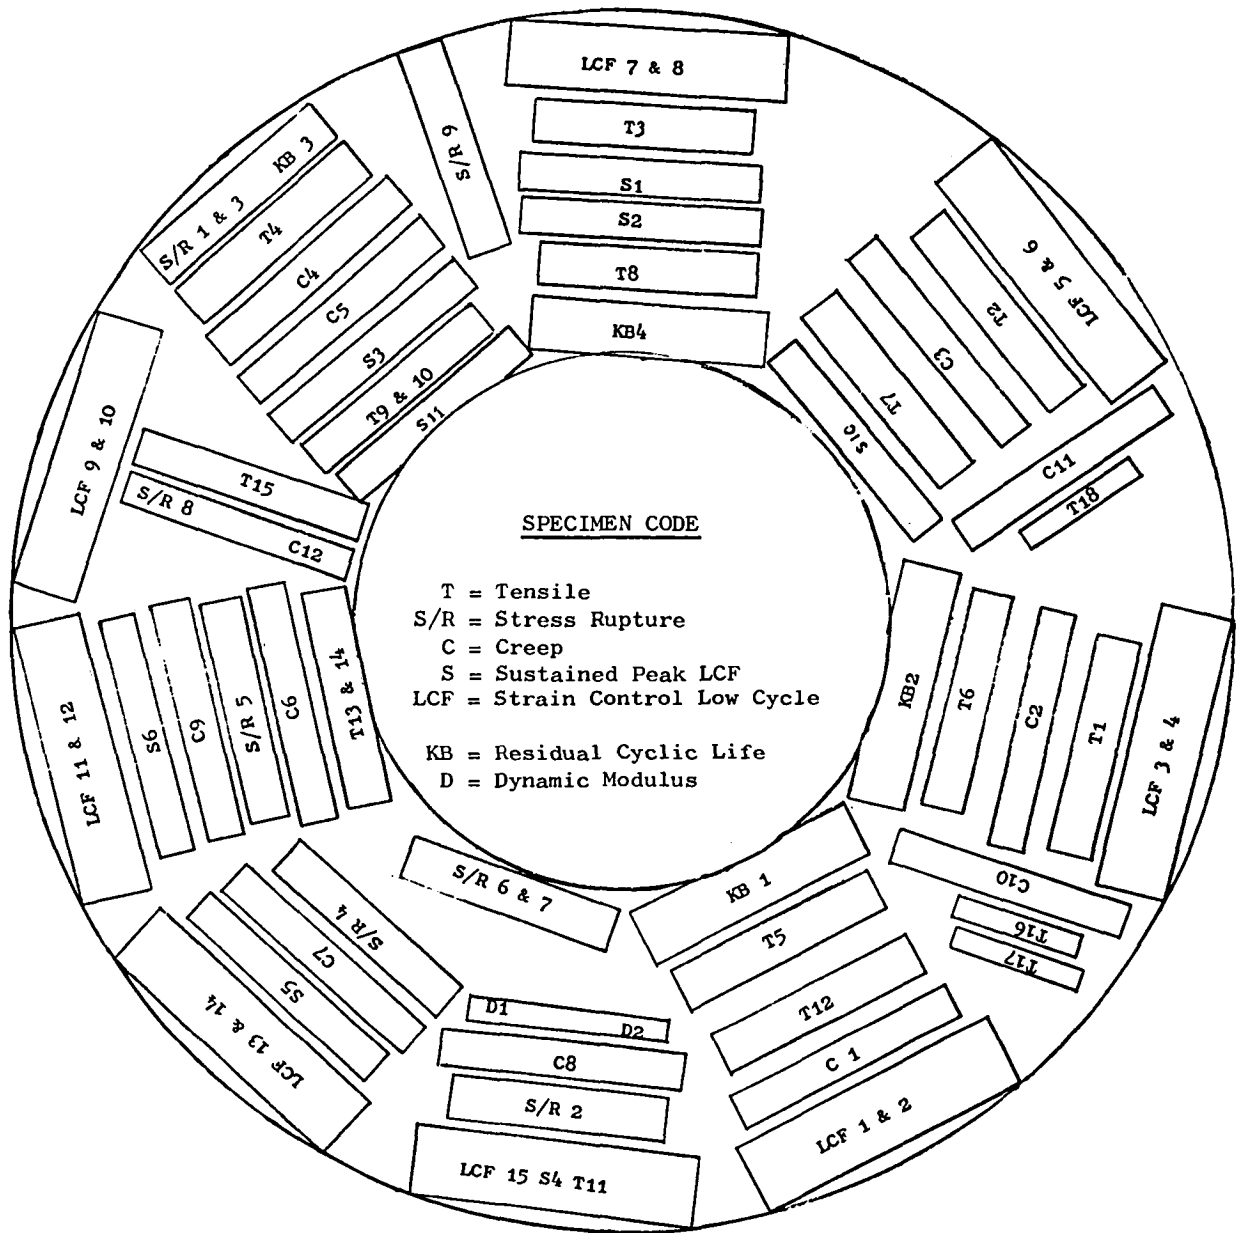 LCF 7 & 8
T3
S1
S2
T8
KB4
S/R 9
S/R 1 & 3 KB 3
T4
C4
C5
S3
T9 & 10
S11
LCF 5 & 6
T2
C3
T7
S10
C11
T18
LCF 9 & 10
T15
S/R 8 C12
SPECIMEN CODE
T = Tensile
S/R = Stress Rupture
C = Creep
S = Sustained Peak LCF
LCF = Strain Control Low Cycle
KB = Residual Cyclic Life
D = Dynamic Modulus
LCF 11 & 12
S6
C9
S/R 5
C6
T13 & 14
KB2
T6
C2
T1
LCF 3 & 4
C10
T16
T17
S/R 6 & 7
KB 1
T5
T12
C 1
LCF 1 & 2
S/R 4
C7
S5
LCF 13 & 14
D1 D2
C8
S/R 2
LCF 15 S4 T11